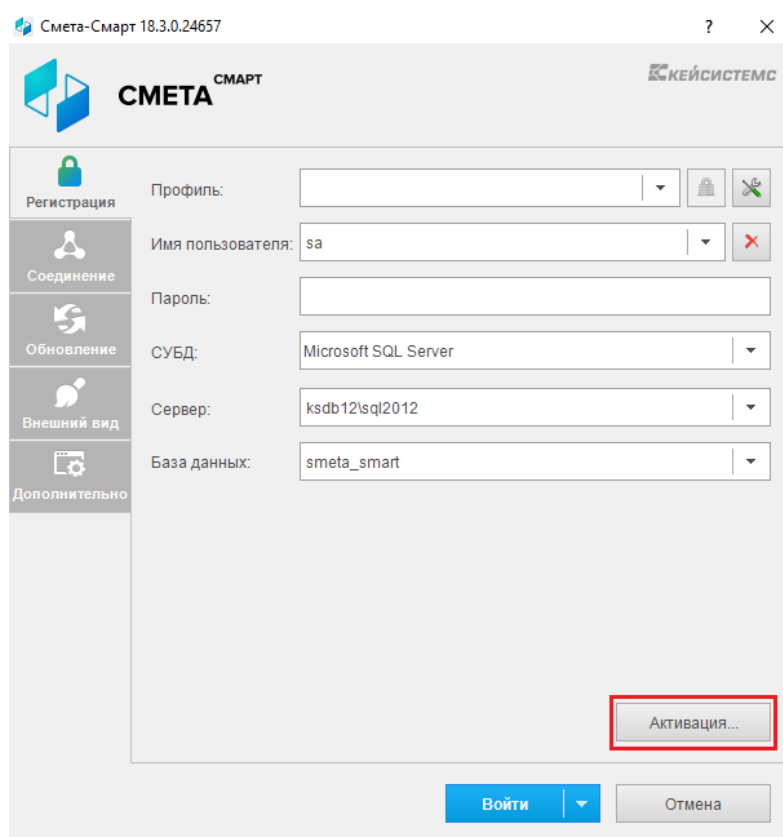 Смета-Смарт 18.3.0.24657
?
СМЕТА СМАРТ
КЕЙСИСТЕМС
Регистрация
Соединение
Обновление
Внешний вид
Дополнительно
Профиль:
Имя пользователя: sa
Пароль:
СУБД: Microsoft SQL Server
Сервер: ksdb12\sql2012
База данных: smeta_smart
Активация...
Войти
Отмена